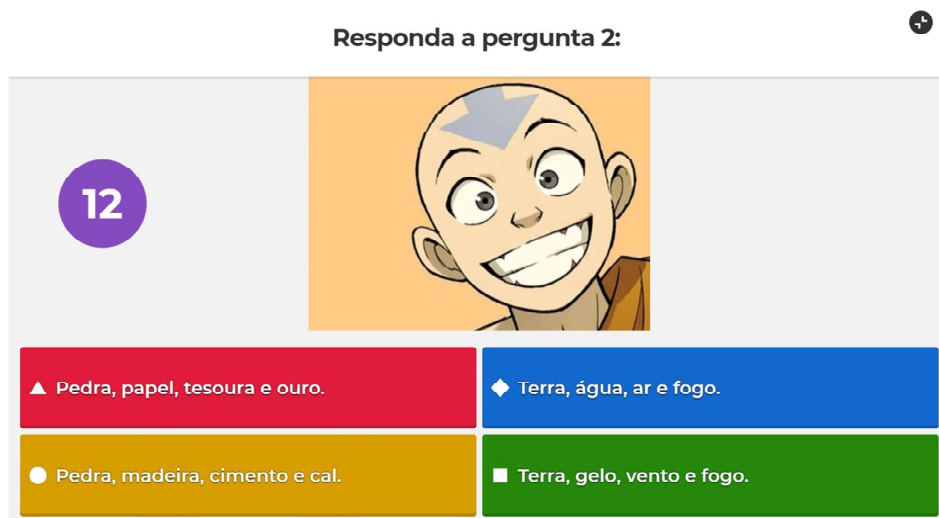 Responda a pergunta 2:
12
Pedra, papel, tesoura e ouro.
Terra, água, ar e fogo.
Pedra, madeira, cimento e cal.
Terra, gelo, vento e fogo.